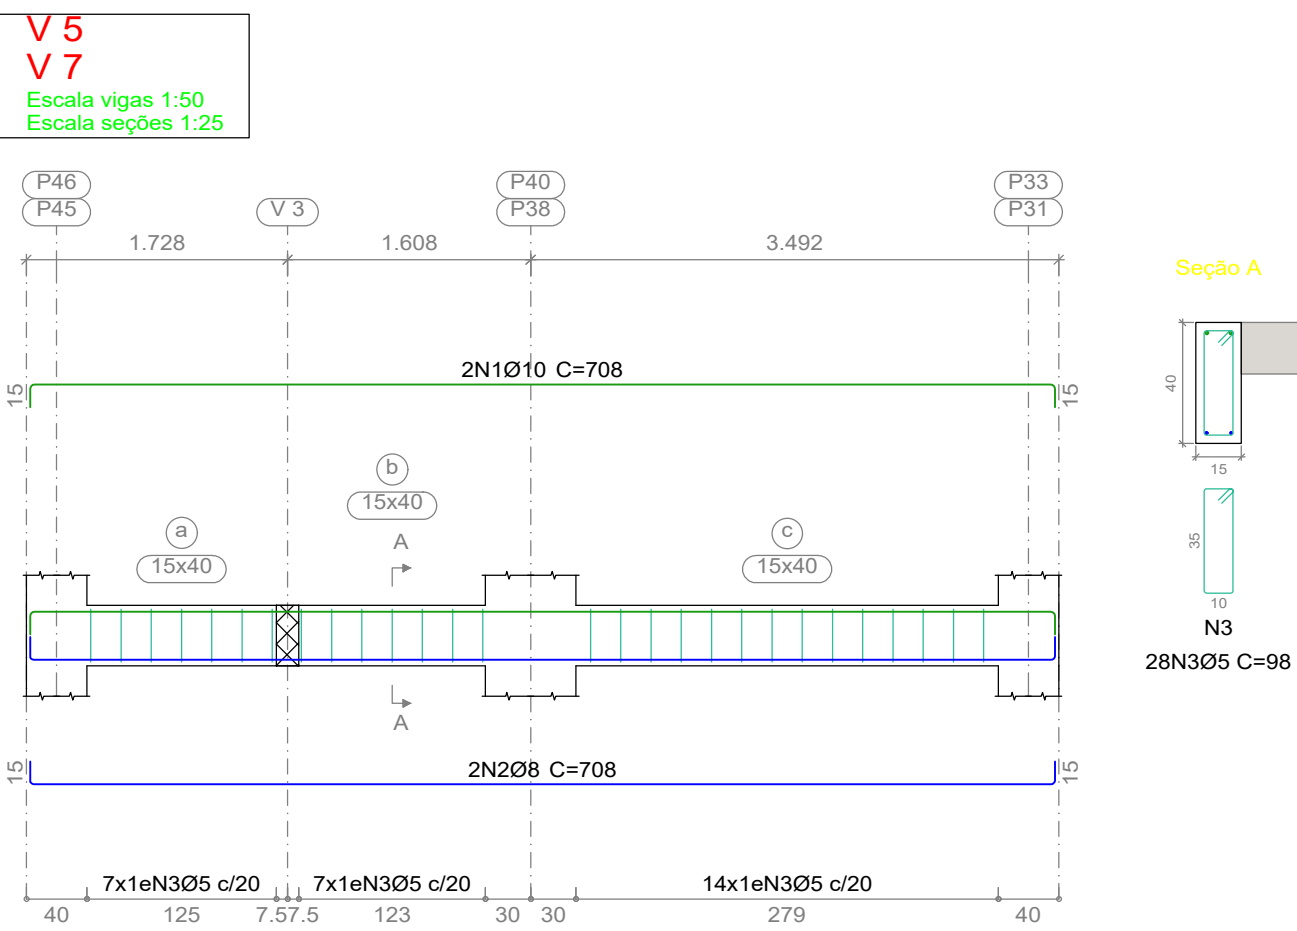 V 5
V 7
Escala vigas 1:50
Escala seções 1:25
P46
P45
V 3
P40
P38
P33
P31
1.728
1.608
3.492
Seção A
2N1Ø10 C=708
15
15
40
15
b
15x40
a
15x40
A
c
15x40
35
10
N3
28N3Ø5 C=98
A
2N2Ø8 C=708
15
15
7x1eN3Ø5 c/20
7x1eN3Ø5 c/20
14x1eN3Ø5 c/20
40
125
7.5
7.5
123
30
30
279
40